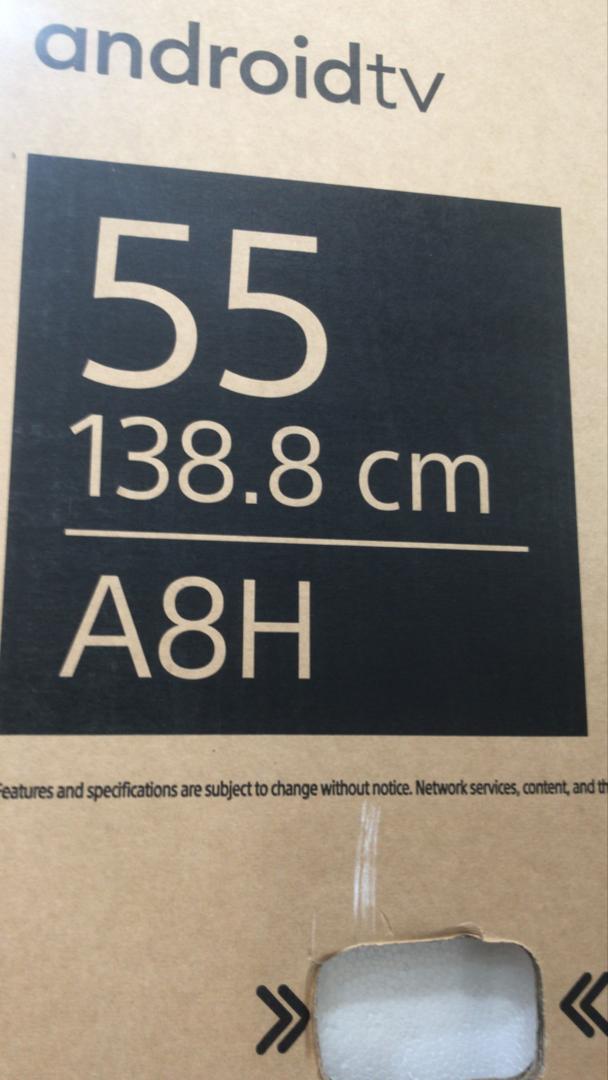 androidtv
55
138.8 cm
A8H
Features and specifications are subject to change without notice. Network services, content, and